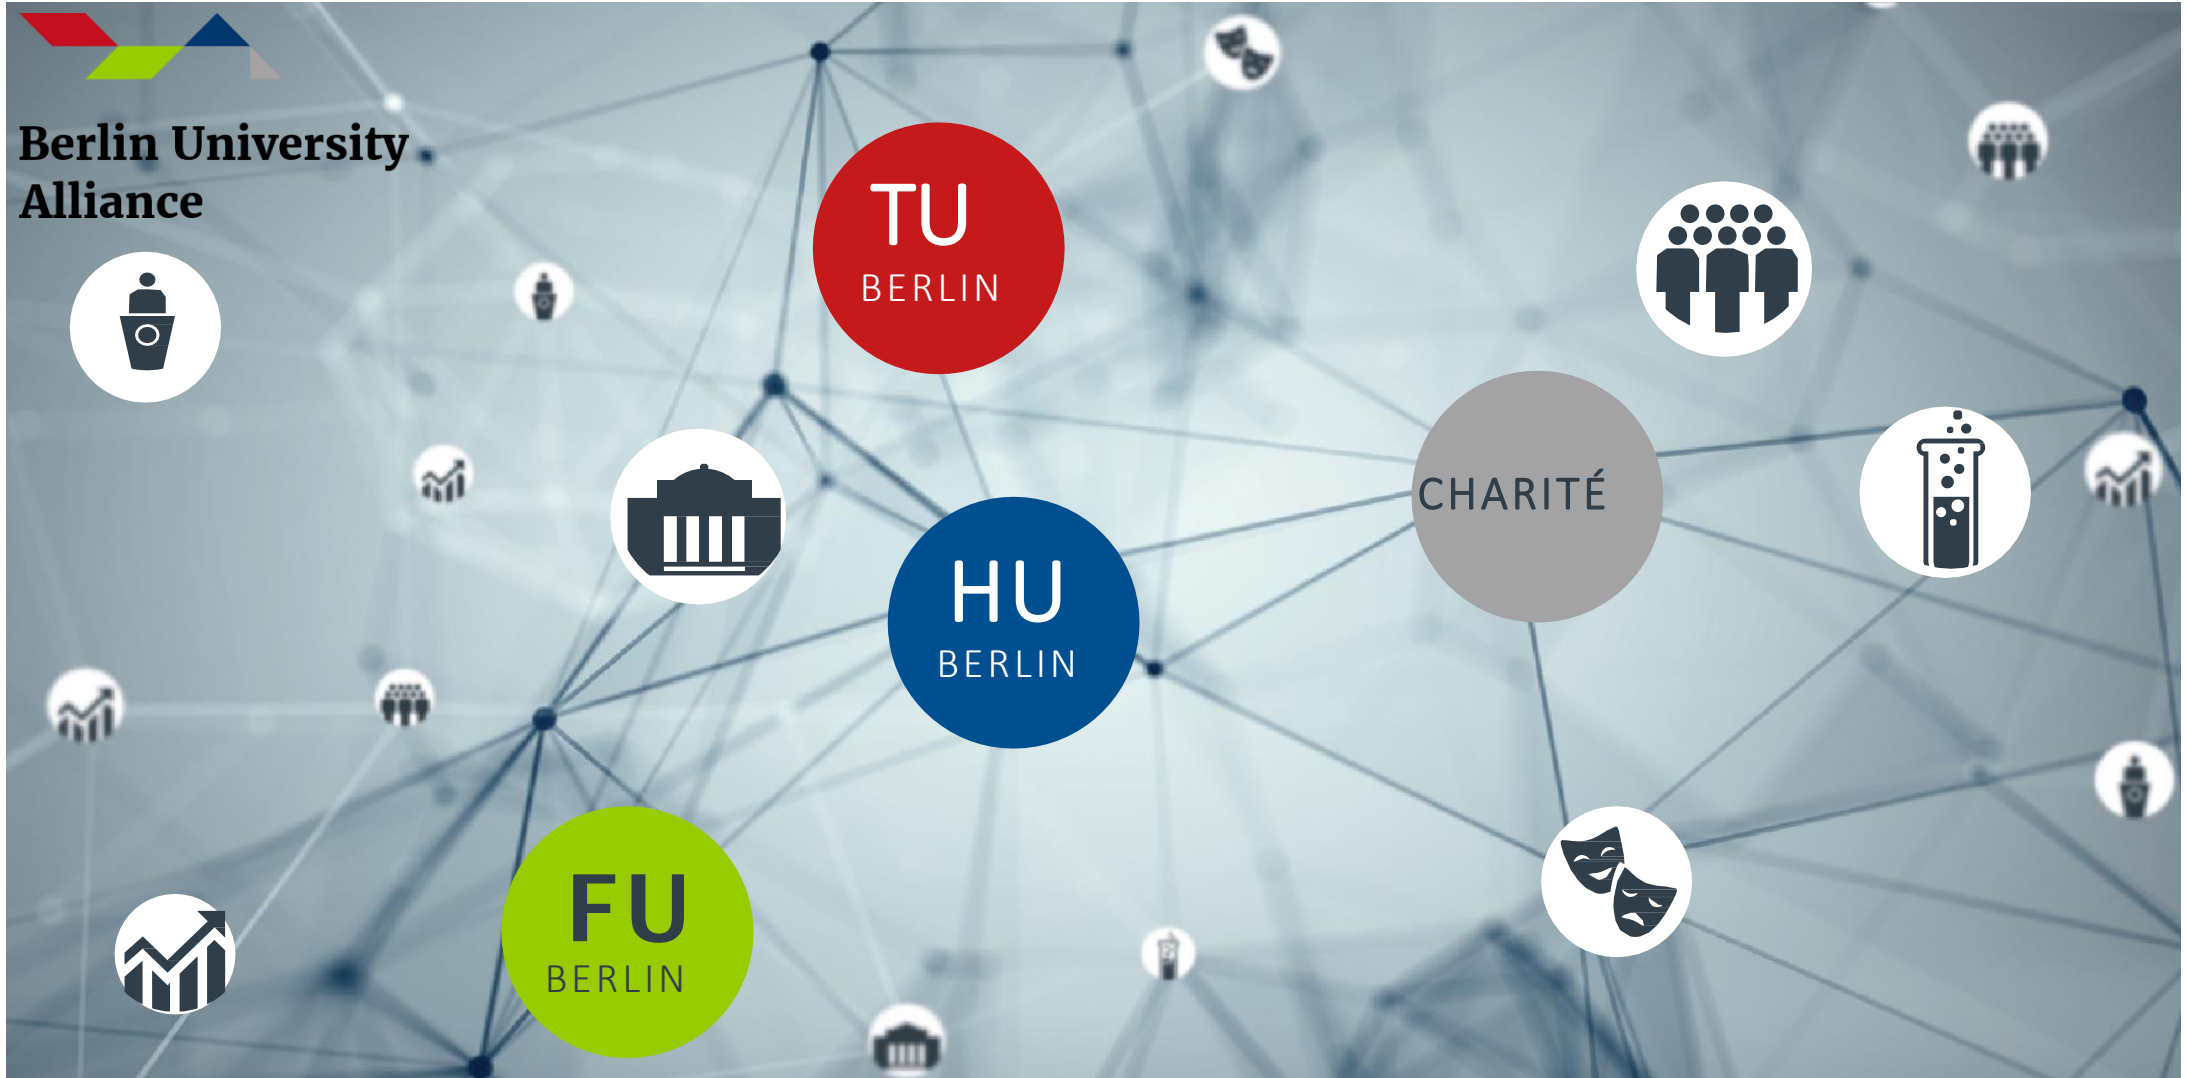 Berlin University
Alliance
TU
BERLIN
CHARITÉ
HU
BERLIN
FU
BERLIN